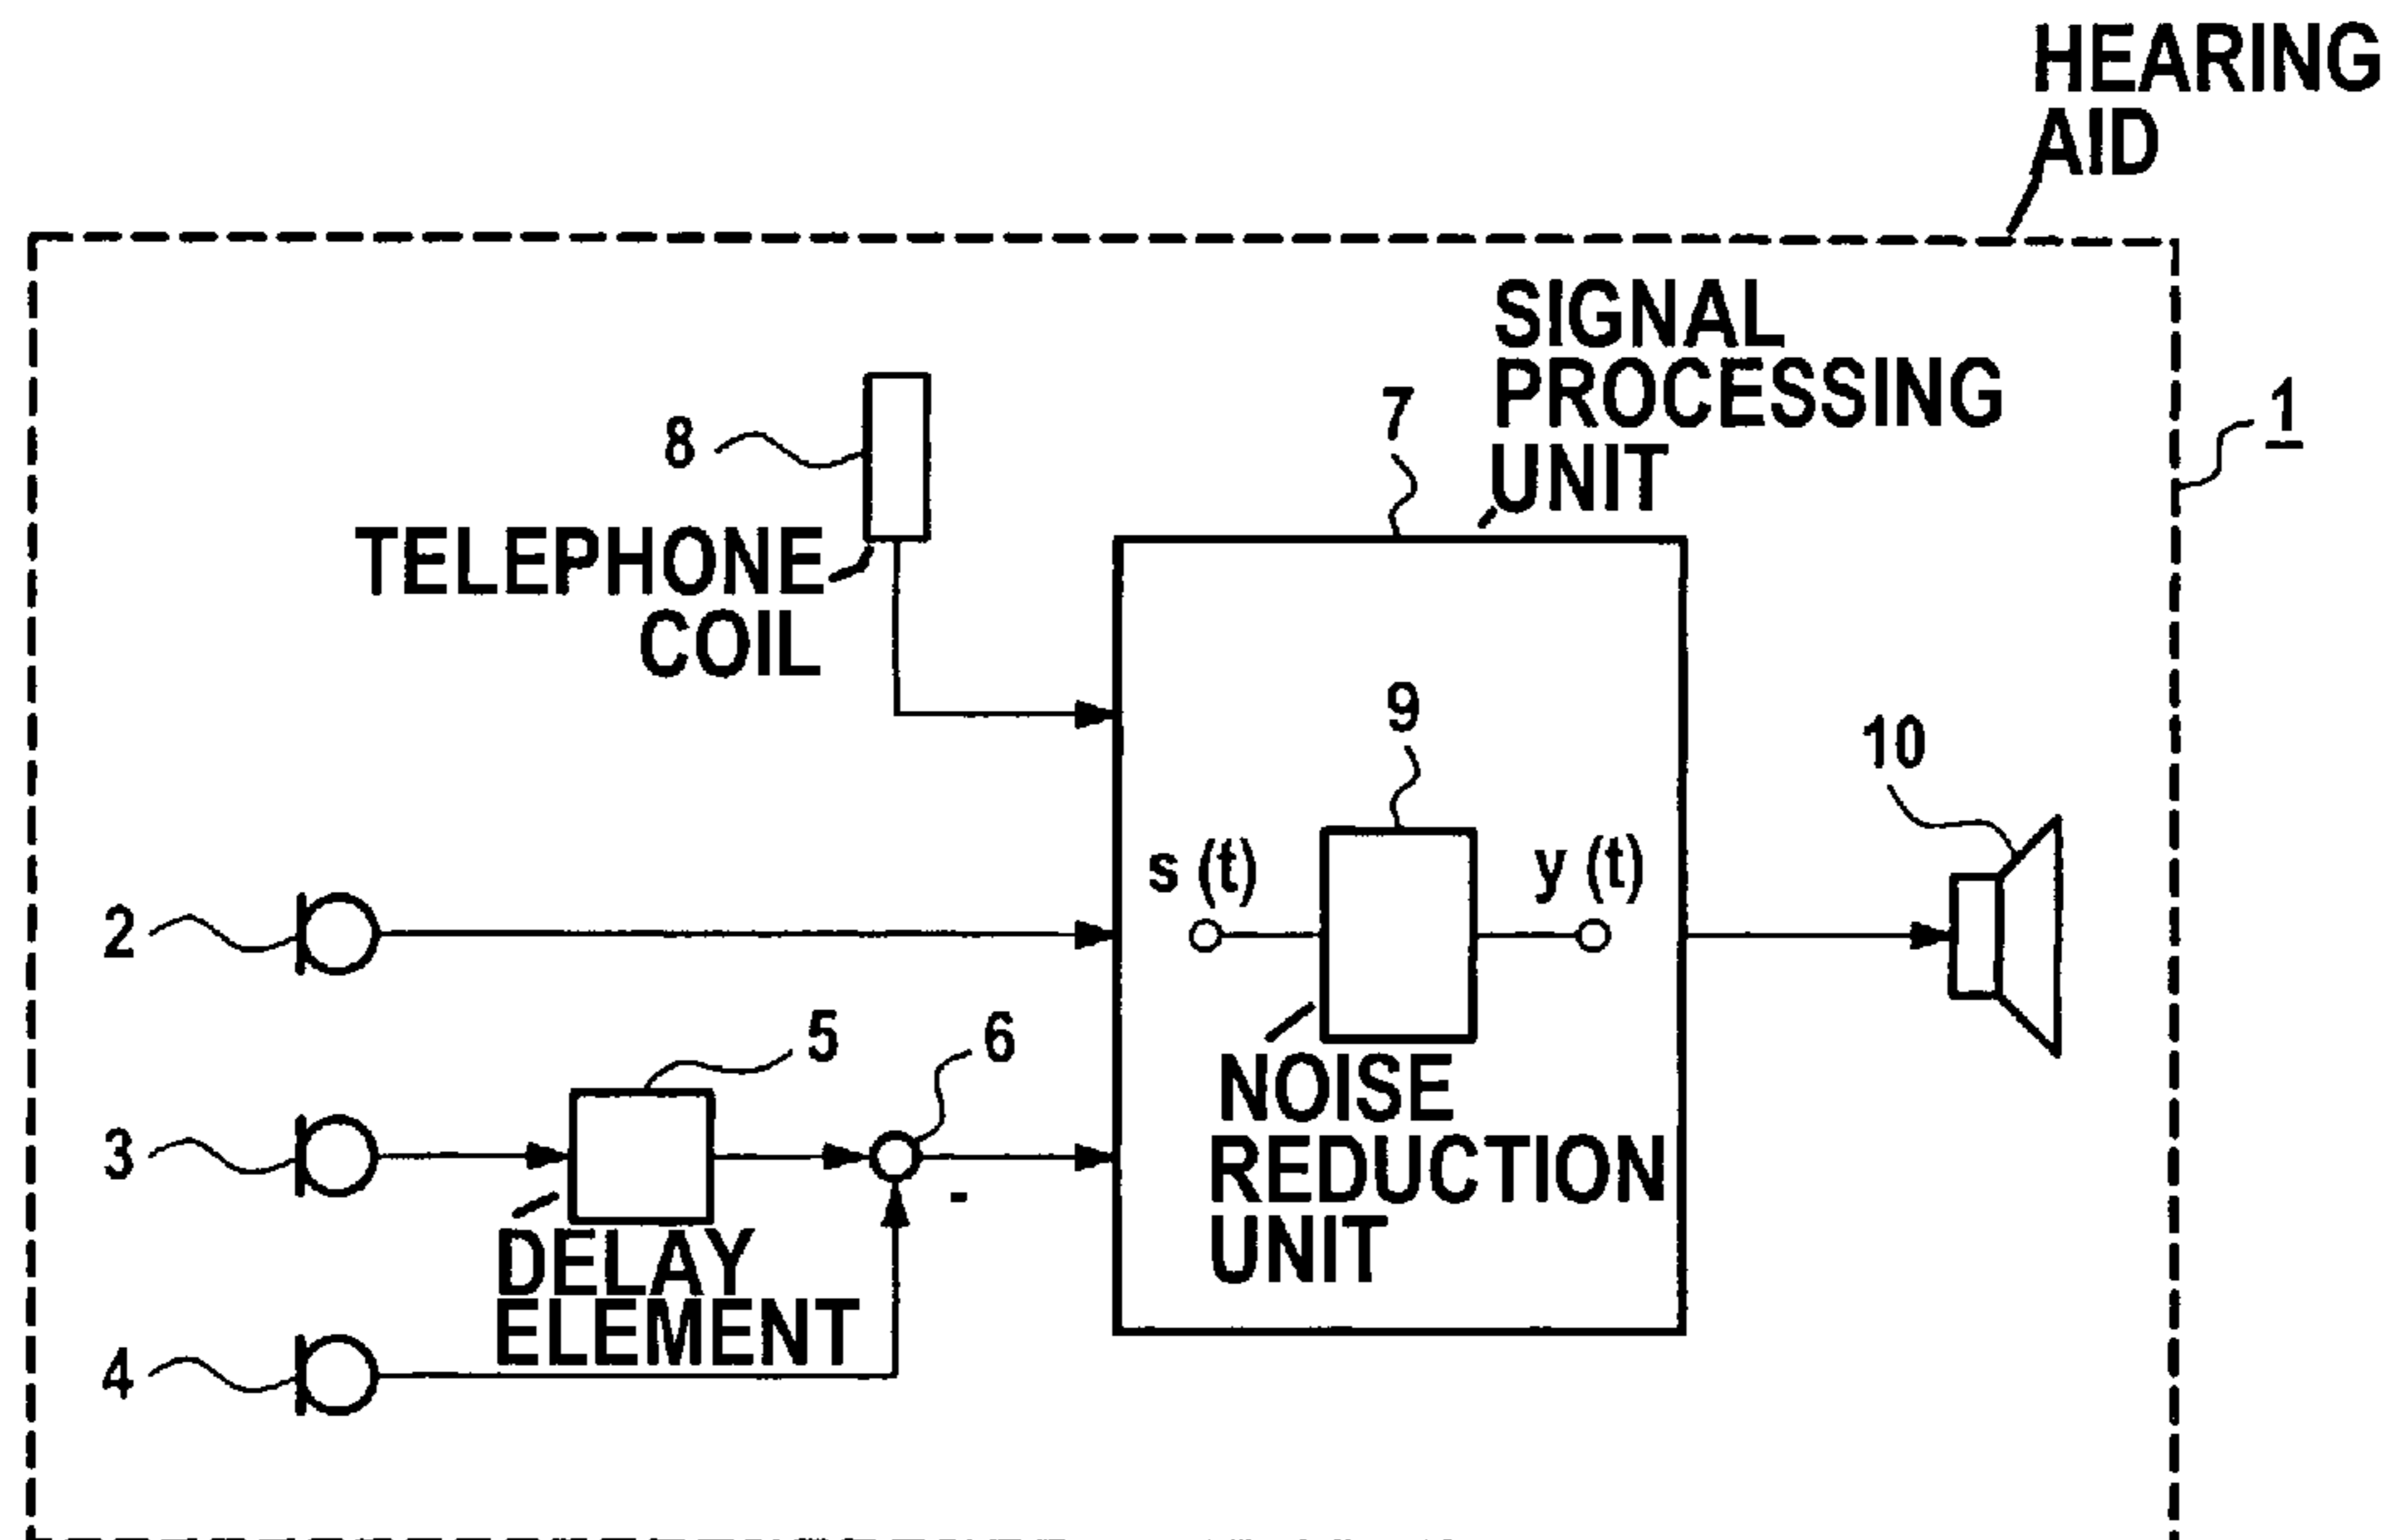 HEARING
AID
SIGNAL
PROCESSING
UNIT
7
1
8
TELEPHONE
COIL
9
10
s (t)
y (t)
2
5
6
NOISE
REDUCTION
UNIT
3
-
DELAY
ELEMENT
4